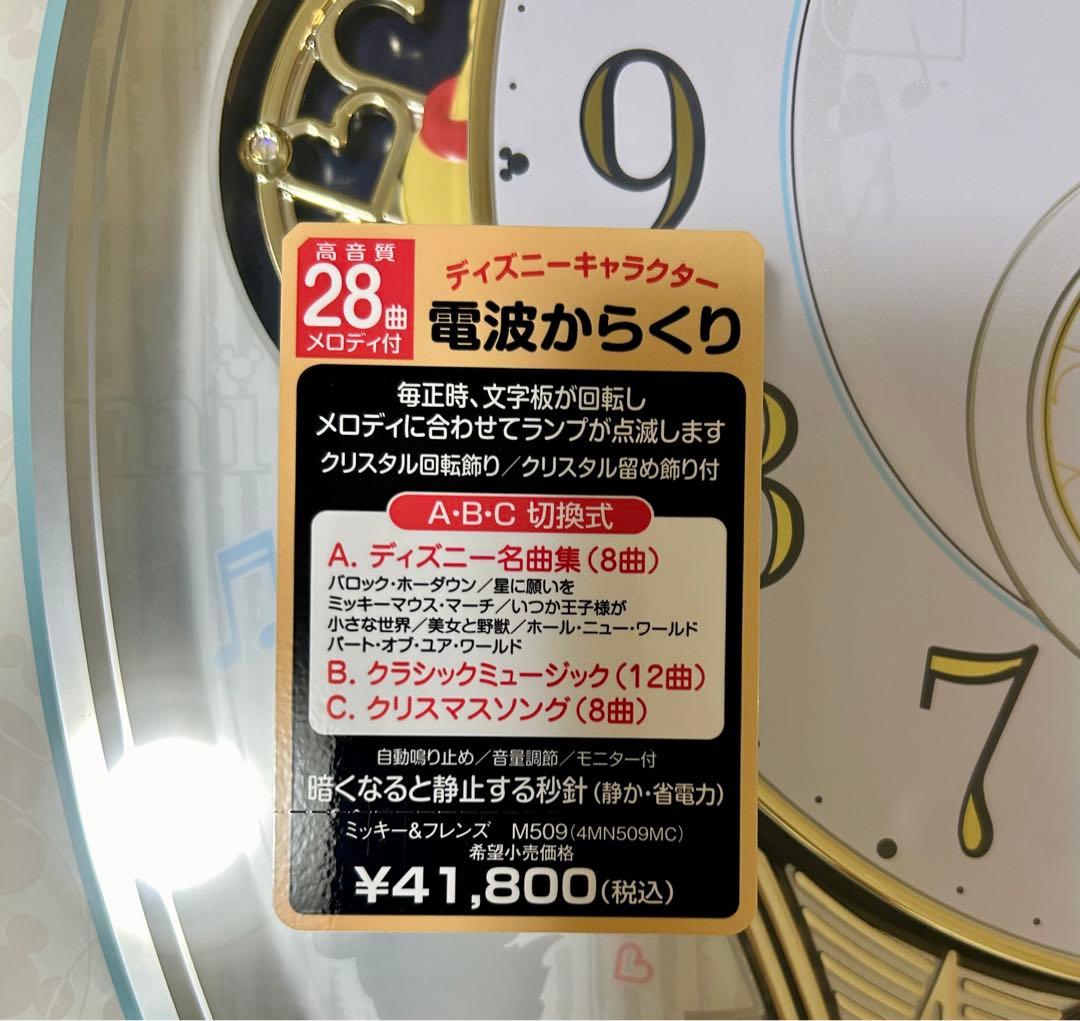 9
高音質
28曲
メロディ付
ディズニーキャラクター
電波からくり
毎正時、文字板が回転し
メロディに合わせてランプが点滅します
クリスタル回転飾り／クリスタル留め飾り付
8
A・B・C 切換式
A. ディズニー名曲集(8曲)
バロック・ホーダウン／星に願いを
ミッキーマウス・マーチ／いつか王子様が
小さな世界／美女と野獣／ホール・ニュー・ワールド
パート・オブ・ユア・ワールド
B. クラシックミュージック(12曲)
C. クリスマスソング(8曲)
7
自動鳴り止め／音量調節／モニター付
暗くなると静止する秒針(静か・省電力)
ミッキー&フレンズ M509(4MN509MC)
希望小売価格
¥41,800(税込)